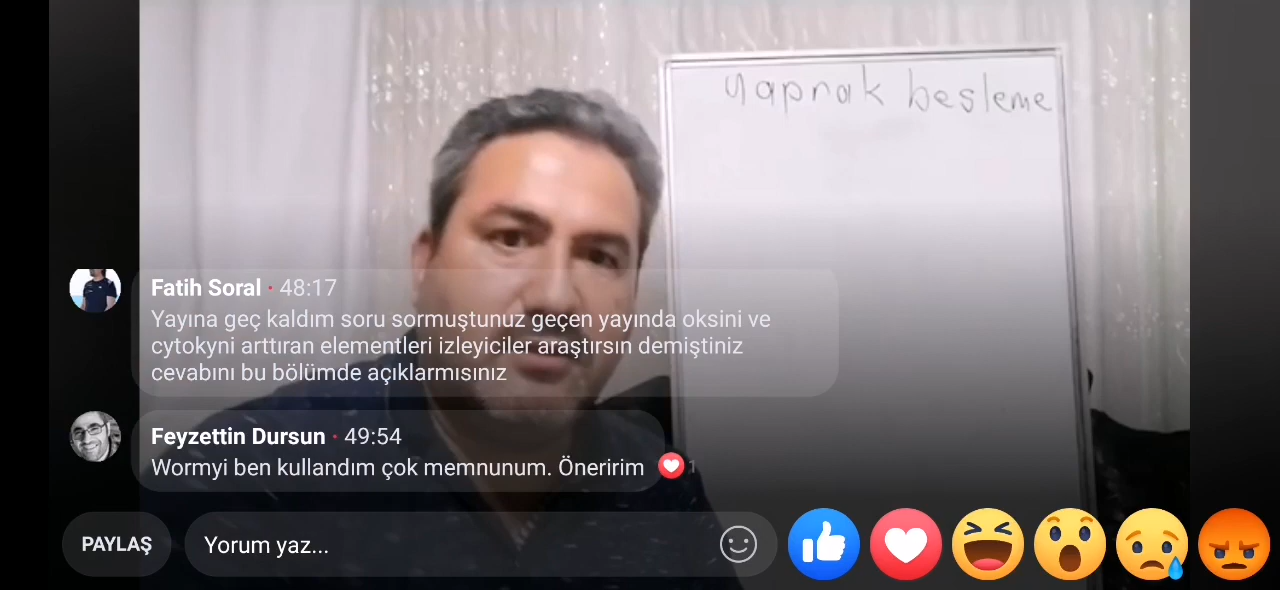 yaprak besleme
Fatih Soral · 48:17
Yayına geç kaldım soru sormuştunuz geçen yayında oksini ve
cytokyni arttıran elementleri izleyiciler araştırsın demiştiniz
cevabını bu bölümde açıklarmısınız
Feyzettin Dursun · 49:54
Wormyi ben kullandım çok memnunum. Öneririm 1
PAYLAŞ Yorum yaz...